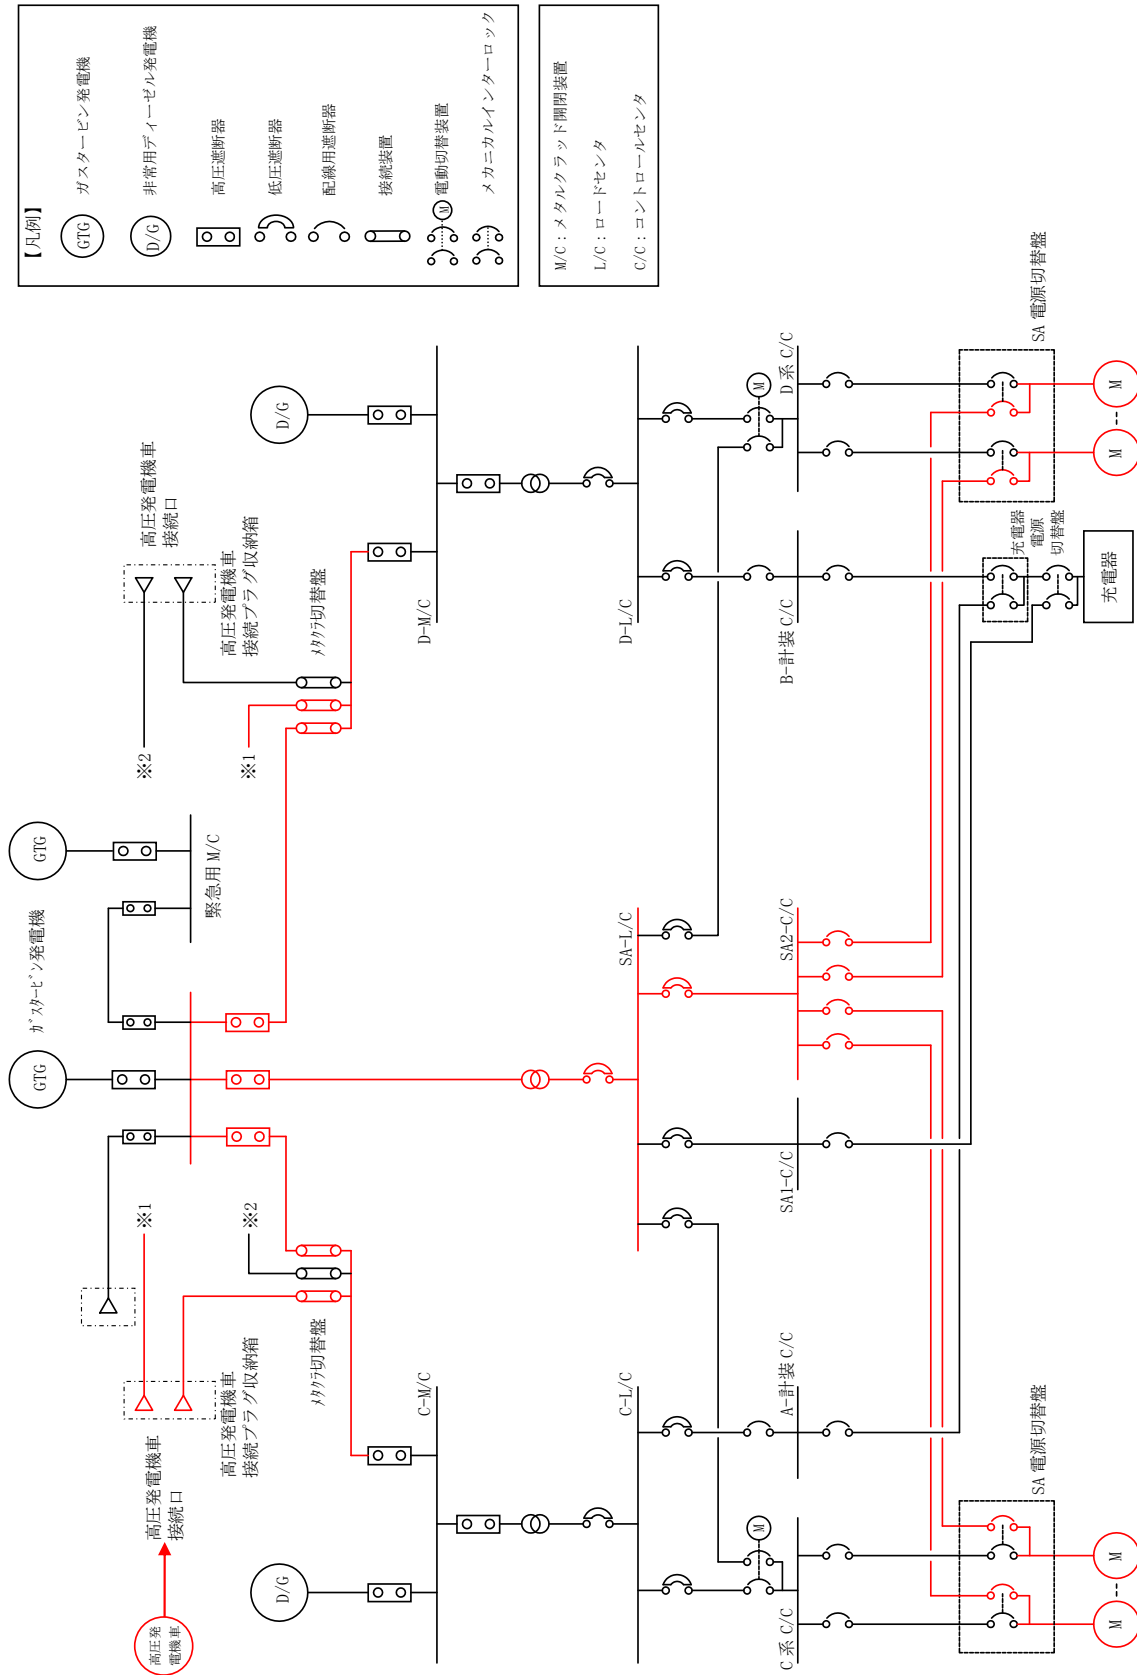 【凡例】
GTG
ガスタービン発電機
D/G
非常用ディーゼル発電機
高圧遮断器
低圧遮断器
配線用遮断器
接続装置
M
電動切替装置
メカニカルインターロック
M/C：メタルクラッド開閉装置
L/C：ロードセンタ
C/C：コントロールセンタ
GTG
GTG
ｶﾞｽﾀｰﾋﾞﾝ発電機
緊急用 M/C
高圧発電機車
接続口
高圧発電機車
接続プラグ収納箱
※2
※1
ﾒﾀｸﾗ切替盤
D/G
D-M/C
D-L/C
M
D 系 C/C
B-計装 C/C
SA 電源切替盤
M
M
充電器
電源
切替盤
充電器
SA-L/C
SA2-C/C
SA1-C/C
※1
※2
高圧発電機車
接続口
高圧発電機車
接続プラグ収納箱
高圧発
電機車
ﾒﾀｸﾗ切替盤
D/G
C-M/C
C-L/C
M
A-計装 C/C
C 系 C/C
SA 電源切替盤
M
M